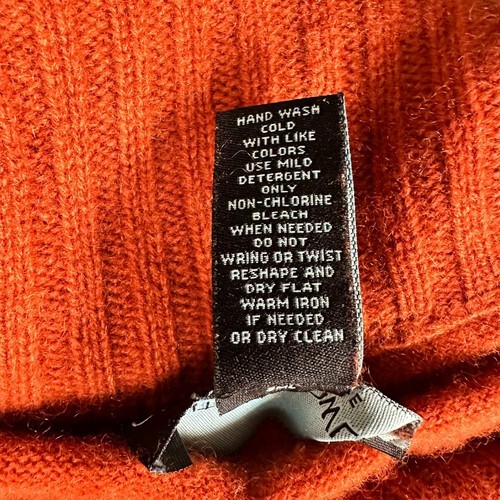 HAND WASH
COLD
WITH LIKE
COLORS
USE MILD
DETERGENT
ONLY
NON-CHLORINE
BLEACH
WHEN NEEDED
DO NOT
WRING OR TWIST
RESHAPE AND
DRY FLAT
WARM IRON
IF NEEDED
OR DRY CLEAN